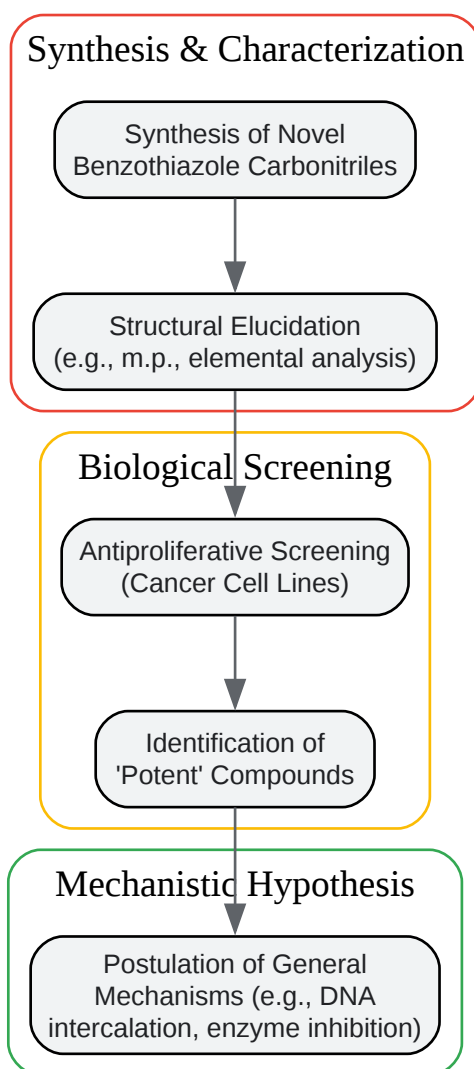 Synthesis & Characterization
Synthesis of Novel
Benzothiazole Carbonitriles
Structural Elucidation
(e.g., m.p., elemental analysis)
Biological Screening
Antiproliferative Screening
(Cancer Cell Lines)
Identification of
'Potent' Compounds
Mechanistic Hypothesis
Postulation of General
Mechanisms (e.g., DNA
intercalation, enzyme inhibition)